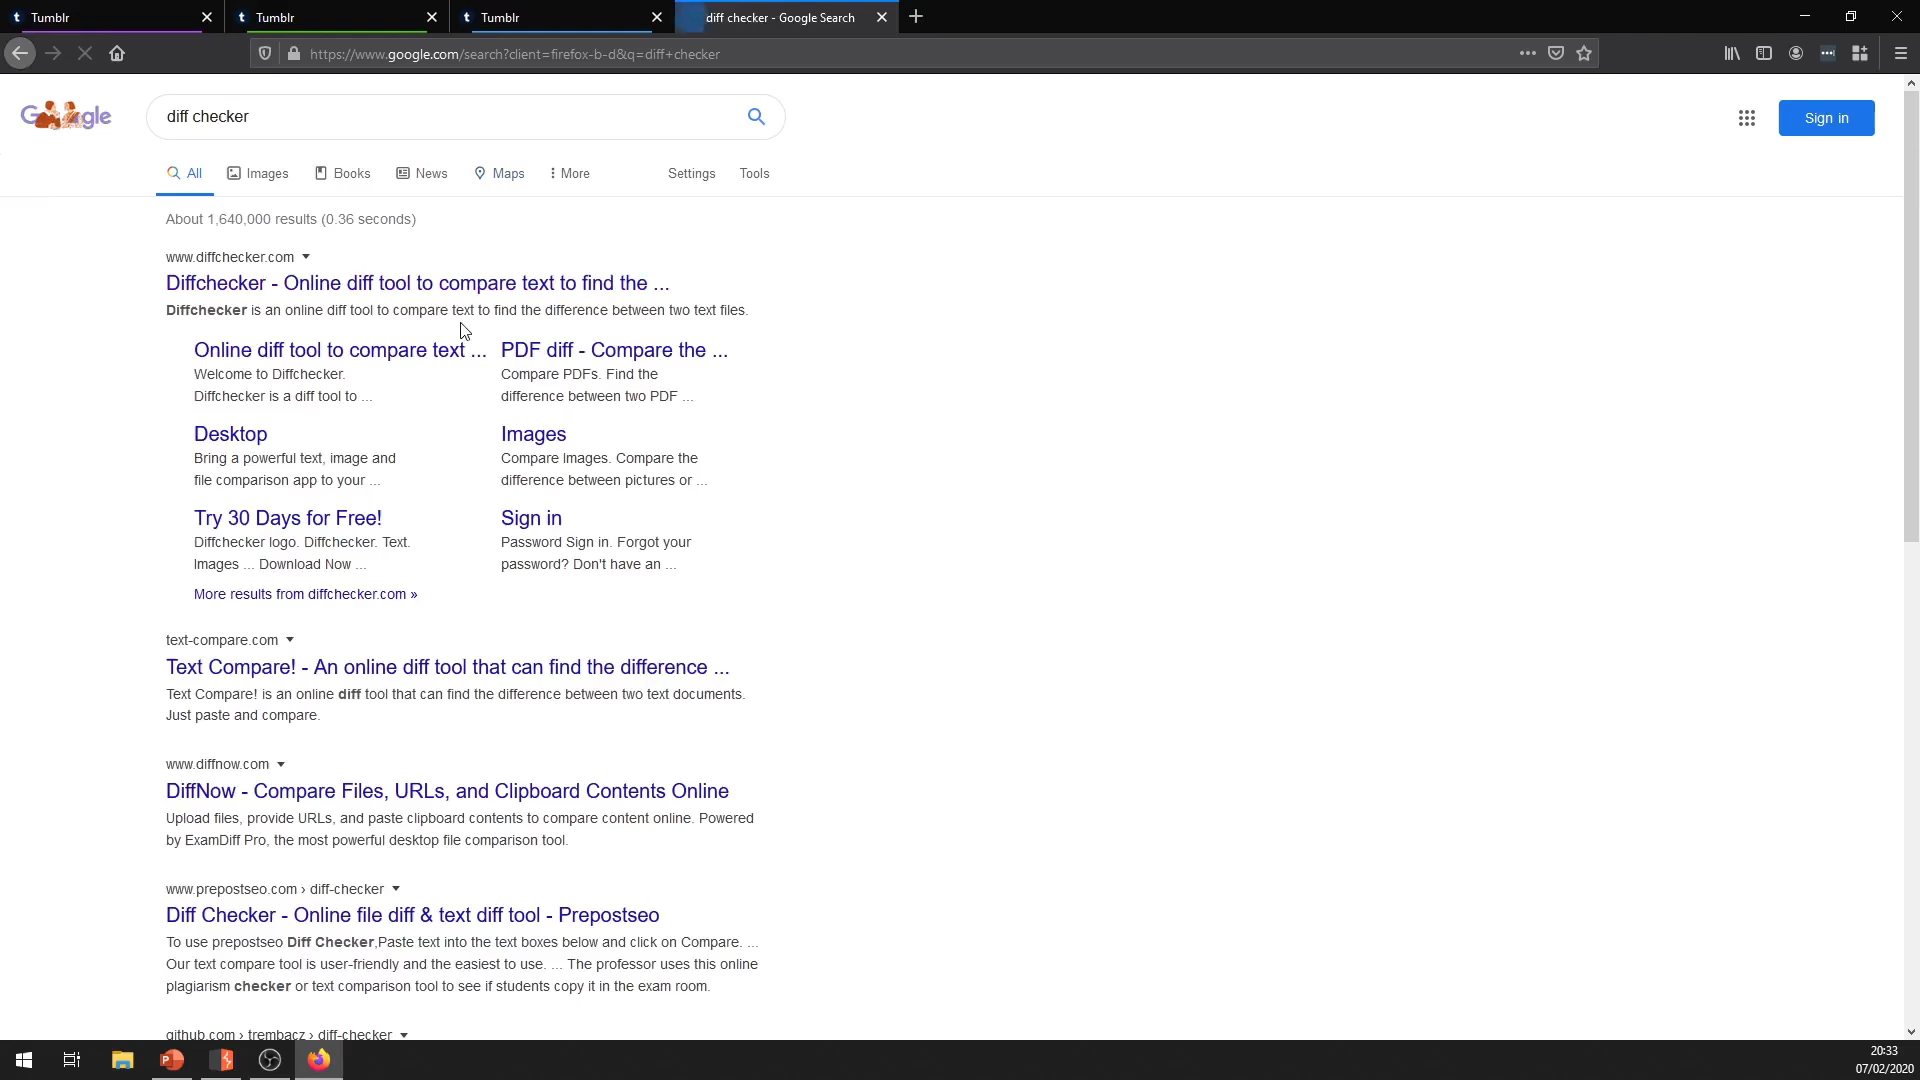 Tumblr
Tumblr
Tumblr
diff checker - Google Search
https://www.google.com/search?client=firefox-b-d&q=diff+checker
Google
diff checker
Sign in
All
Images
Books
News
Maps
More
Settings
Tools
About 1,640,000 results (0.36 seconds)
www.diffchecker.com
Diffchecker - Online diff tool to compare text to find the ...
Diffchecker is an online diff tool to compare text to find the difference between two text files.
Online diff tool to compare text ...
Welcome to Diffchecker.
Diffchecker is a diff tool to ...
PDF diff - Compare the ...
Compare PDFs. Find the
difference between two PDF ...
Desktop
Bring a powerful text, image and
file comparison app to your ...
Images
Compare Images. Compare the
difference between pictures or ...
Try 30 Days for Free!
Diffchecker logo. Diffchecker. Text.
Images ... Download Now ...
Sign in
Password Sign in. Forgot your
password? Don't have an ...
More results from diffchecker.com »
text-compare.com
Text Compare! - An online diff tool that can find the difference ...
Text Compare! is an online diff tool that can find the difference between two text documents.
Just paste and compare.
www.diffnow.com
DiffNow - Compare Files, URLs, and Clipboard Contents Online
Upload files, provide URLs, and paste clipboard contents to compare content online. Powered
by ExamDiff Pro, the most powerful desktop file comparison tool.
www.prepostseo.com › diff-checker
Diff Checker - Online file diff & text diff tool - Prepostseo
To use prepostseo Diff Checker,Paste text into the text boxes below and click on Compare. ...
Our text compare tool is user-friendly and the easiest to use. ... The professor uses this online
plagiarism checker or text comparison tool to see if students copy it in the exam room.
github.com › trembacz › diff-checker
20:33
07/02/2020